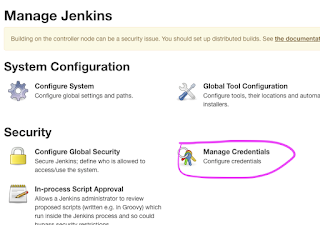 Manage Jenkins
Building on the controller node can be a security issue. You should set up distributed builds. See the documentat
System Configuration
Configure System
Configure global settings and paths.
Global Tool Configuration
Configure tools, their locations and automa
installers.
Security
Configure Global Security
Secure Jenkins; define who is allowed to
access/use the system.
Manage Credentials
Configure credentials
In-process Script Approval
Allows a Jenkins administrator to review
proposed scripts (written e.g. in Groovy) which
run inside the Jenkins process and so could
bypass security restrictions.